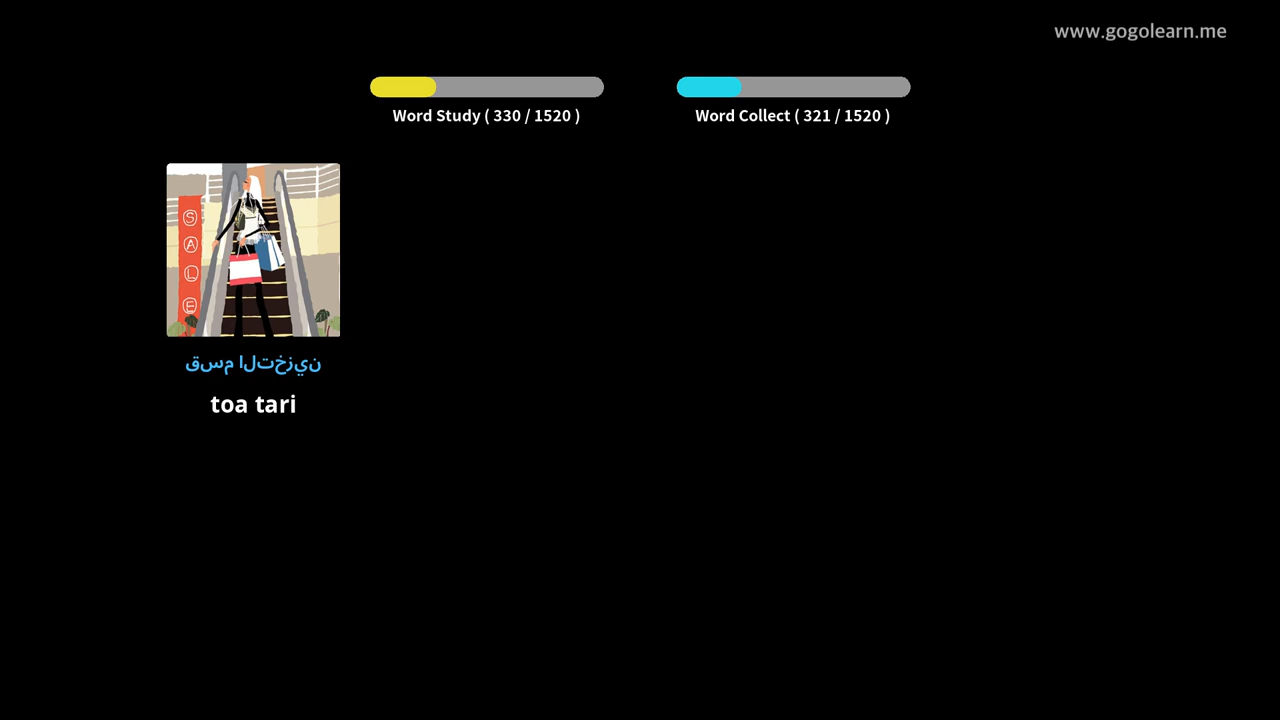 www.gogolearn.me
Word Study ( 330 / 1520 )
Word Collect ( 321 / 1520 )
SALE
قسم التخزين
toa tari